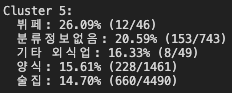 Cluster 5:
뷔페: 26.09% (12/46)
분류정보없음: 20.59% (153/743)
기타 외식업: 16.33% (8/49)
양식: 15.61% (228/1461)
술집: 14.70% (660/4490)